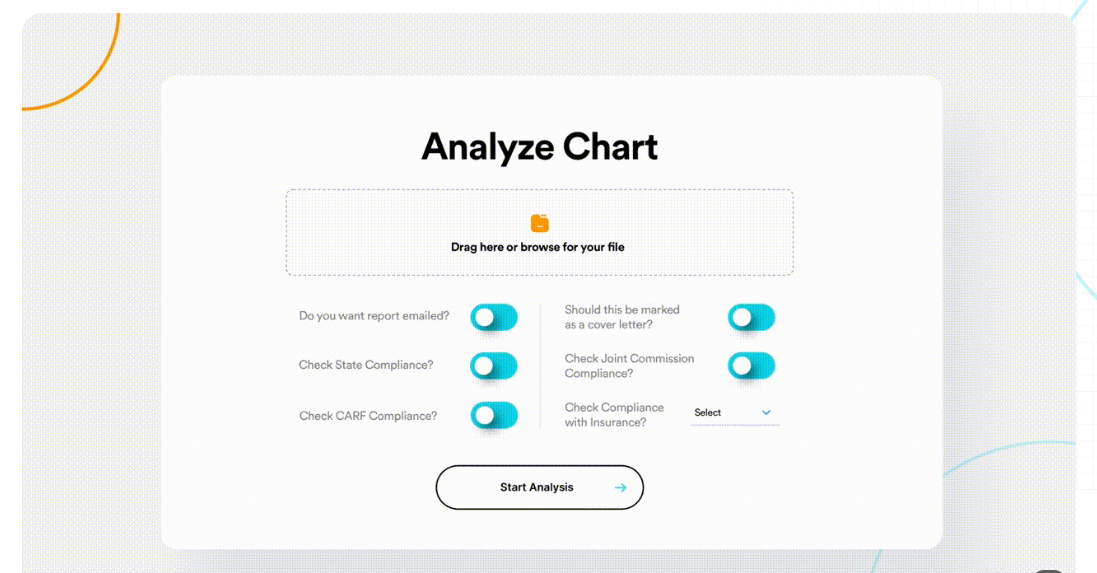 Analyze Chart
Drag here or browse for your file
Do you want report emailed?
Should this be marked
as a cover letter?
Check State Compliance?
Check Joint Commission
Compliance?
Check CARF Compliance?
Check Compliance
with Insurance?
Select
Start Analysis